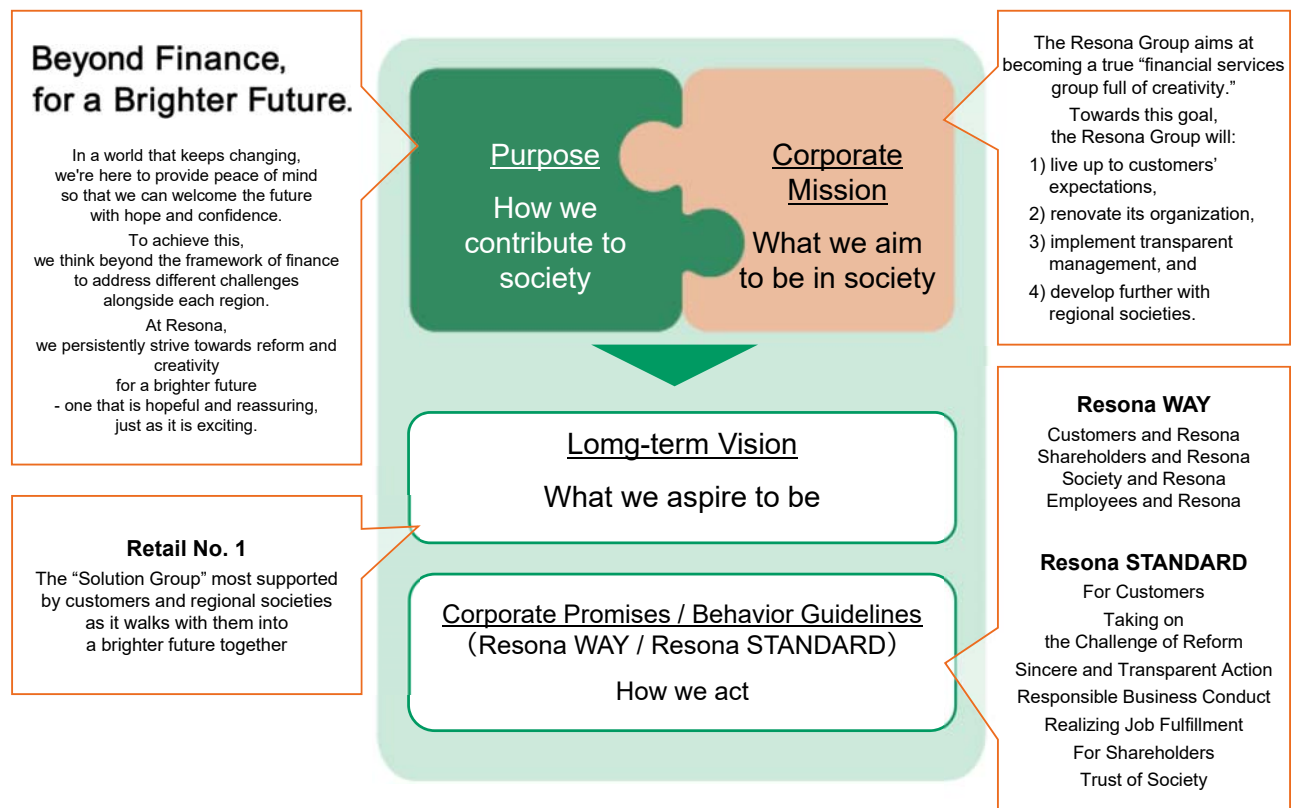 Beyond Finance,
for a Brighter Future.
In a world that keeps changing,
we're here to provide peace of mind
so that we can welcome the future
with hope and confidence.
To achieve this,
we think beyond the framework of finance
to address different challenges
alongside each region.
At Resona,
we persistently strive towards reform and
creativity
for a brighter future
- one that is hopeful and reassuring,
just as it is exciting.
Purpose
How we
contribute to
society
Corporate
Mission
What we aim
to be in society
The Resona Group aims at
becoming a true “financial services
group full of creativity.”
Towards this goal,
the Resona Group will:
1) live up to customers’
expectations,
2) renovate its organization,
3) implement transparent
management, and
4) develop further with
regional societies.
Lomg-term Vision
What we aspire to be
Retail No. 1
The “Solution Group” most supported
by customers and regional societies
as it walks with them into
a brighter future together
Corporate Promises / Behavior Guidelines
（Resona WAY / Resona STANDARD）
How we act
Resona WAY
Customers and Resona
Shareholders and Resona
Society and Resona
Employees and Resona
Resona STANDARD
For Customers
Taking on
the Challenge of Reform
Sincere and Transparent Action
Responsible Business Conduct
Realizing Job Fulfillment
For Shareholders
Trust of Society